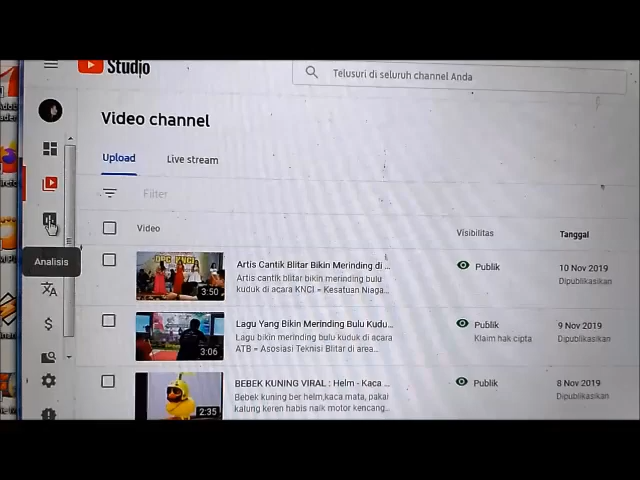 Studio
Telusuri di seluruh channel Anda
Video channel
Upload
Live stream
Filter
Video
Visibilitas
Tanggal
Analisis
Artis Cantik Blitar Bikin Merinding di ...
Artis cantik blitar bikin merinding bulu
kuduk di acara KNCI = Kesatuan Niaga...
3:50
Publik
10 Nov 2019
Dipublikasikan
Lagu Yang Bikin Merinding Bulu Kudu...
Lagu bikin merinding bulu kuduk di acara
ATB = Asosiasi Teknisi Blitar di area...
3:06
Publik
Klaim hak cipta
9 Nov 2019
Dipublikasikan
BEBEK KUNING VIRAL : Helm - Kaca ...
Bebek kuning ber helm,kaca mata, pakai
kalung keren habis naik motor kencang...
2:35
Publik
8 Nov 2019
Dipublikasikan